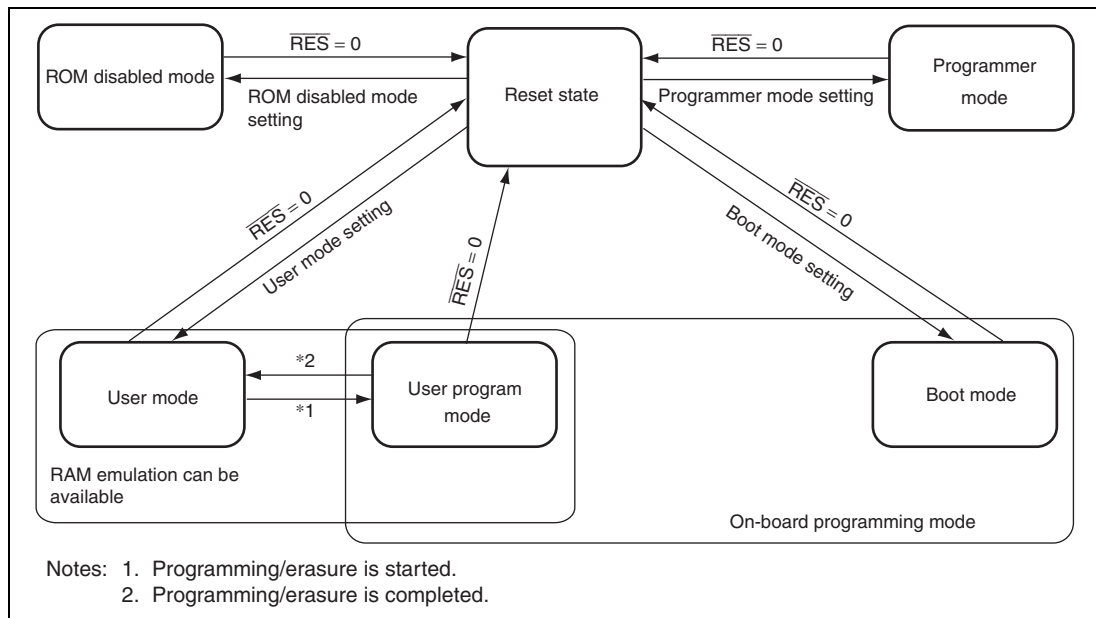 ROM disabled mode
RES = 0
ROM disabled mode
setting
Reset state
RES = 0
Programmer mode setting
Programmer
mode
RES = 0
User mode setting
RES = 0
RES = 0
Boot mode setting
User mode
*2
*1
User program
mode
Boot mode
RAM emulation can be
available
On-board programming mode
Notes: 1. Programming/erasure is started.
2. Programming/erasure is completed.